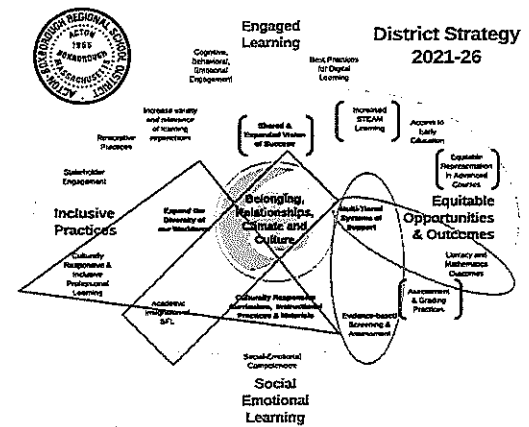 ACTON-BOXBOROUGH REGIONAL SCHOOL DISTRICT
ACTON
1955
BOXBOROUGH
MASSACHUSETTS
Engaged
Learning
District Strategy
2021-26
Cognitive,
behavioral,
Emotional
Engagement
Best Practices
for Digital
Learning
Increase variety
and relevance
of learning
experiences
Shared &
Expanded Vision
of Success
Increased
STEAM
Learning
Access to
Early
Education
Restorative
Practices
Equitable
Representation
in Advanced
Courses
Stakeholder
Engagement
Inclusive
Practices
Expand the
Diversity of
our Workforce
Belonging,
Relationships,
Climate and
Culture
Multi-Tiered
Systems of
Support
Equitable
Opportunities
& Outcomes
Culturally
Responsive &
Inclusive
Professional
Learning
Literacy and
Mathematics
Outcomes
Assessment
& Grading
Practices
Academic
Integration of
SEL
Culturally Responsive
Curriculum, Instructional
Practices & Materials
Evidence-based
Screening &
Assessment
Social-Emotional
Competencies
Social
Emotional
Learning